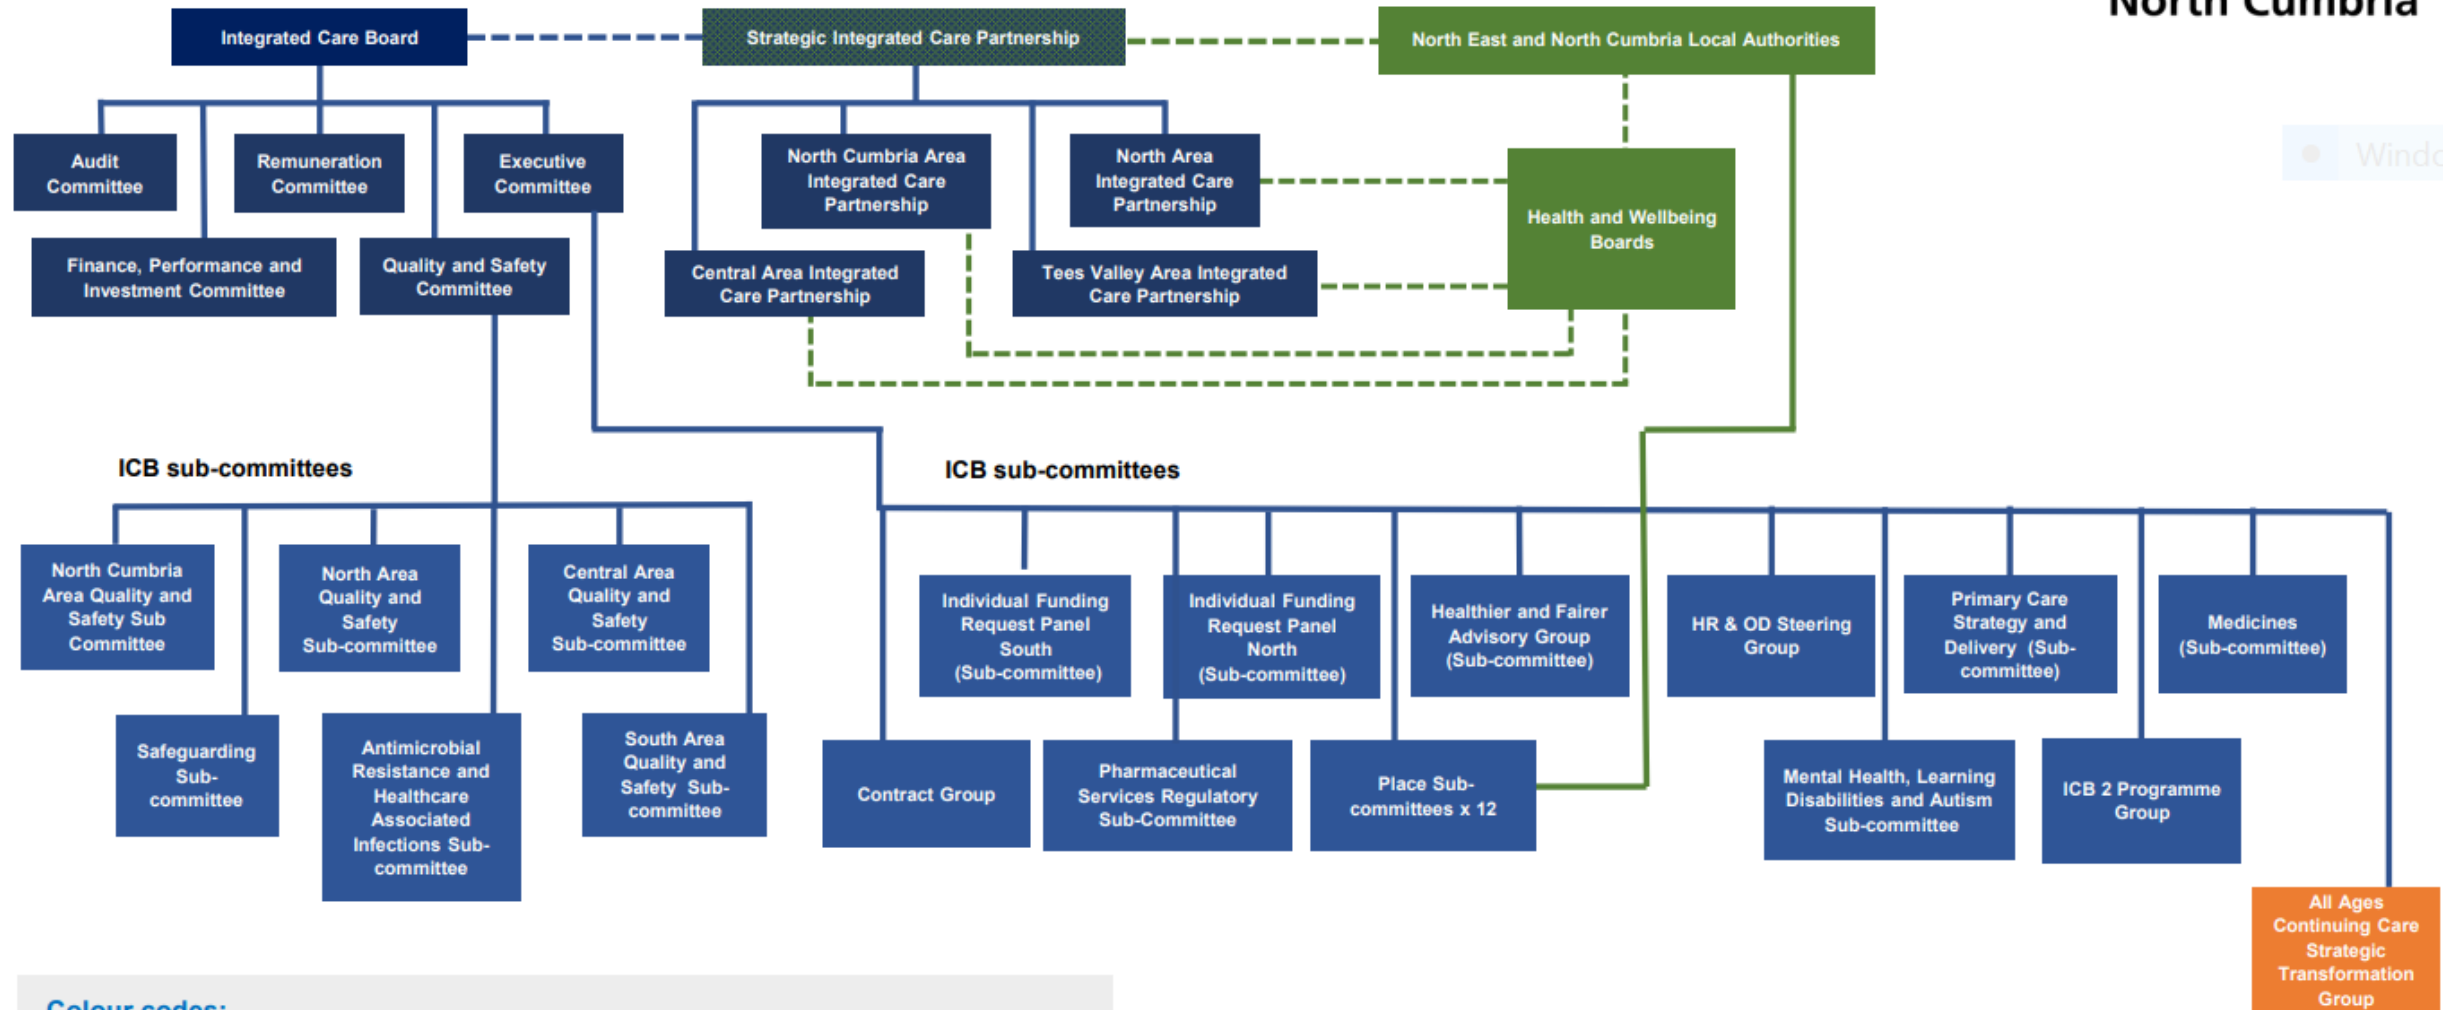 North Cumbria
Integrated Care Board
Strategic Integrated Care Partnership
North East and North Cumbria Local Authorities
Audit
Committee
Remuneration
Committee
Executive
Committee
North Cumbria Area
Integrated Care
Partnership
North Area
Integrated Care
Partnership
Health and Wellbeing
Boards
Finance, Performance and
Investment Committee
Quality and Safety
Committee
Central Area Integrated
Care Partnership
Tees Valley Area Integrated
Care Partnership
ICB sub-committees
ICB sub-committees
North Cumbria
Area Quality and
Safety Sub
Committee
North Area
Quality and
Safety
Sub-committee
Central Area
Quality and
Safety
Sub-committee
Safeguarding
Sub-
committee
Antimicrobial
Resistance and
Healthcare
Associated
Infections Sub-
committee
South Area
Quality and
Safety Sub-
committee
Individual Funding
Request Panel
South
(Sub-committee)
Individual Funding
Request Panel
North
(Sub-committee)
Healthier and Fairer
Advisory Group
(Sub-committee)
HR & OD Steering
Group
Primary Care
Strategy and
Delivery (Sub-
committee)
Medicines
(Sub-committee)
Contract Group
Pharmaceutical
Services Regulatory
Sub-Committee
Place Sub-
committees x 12
Mental Health, Learning
Disabilities and Autism
Sub-committee
ICB 2 Programme
Group
All Ages
Continuing Care
Strategic
Transformation
Group
Colour codes: